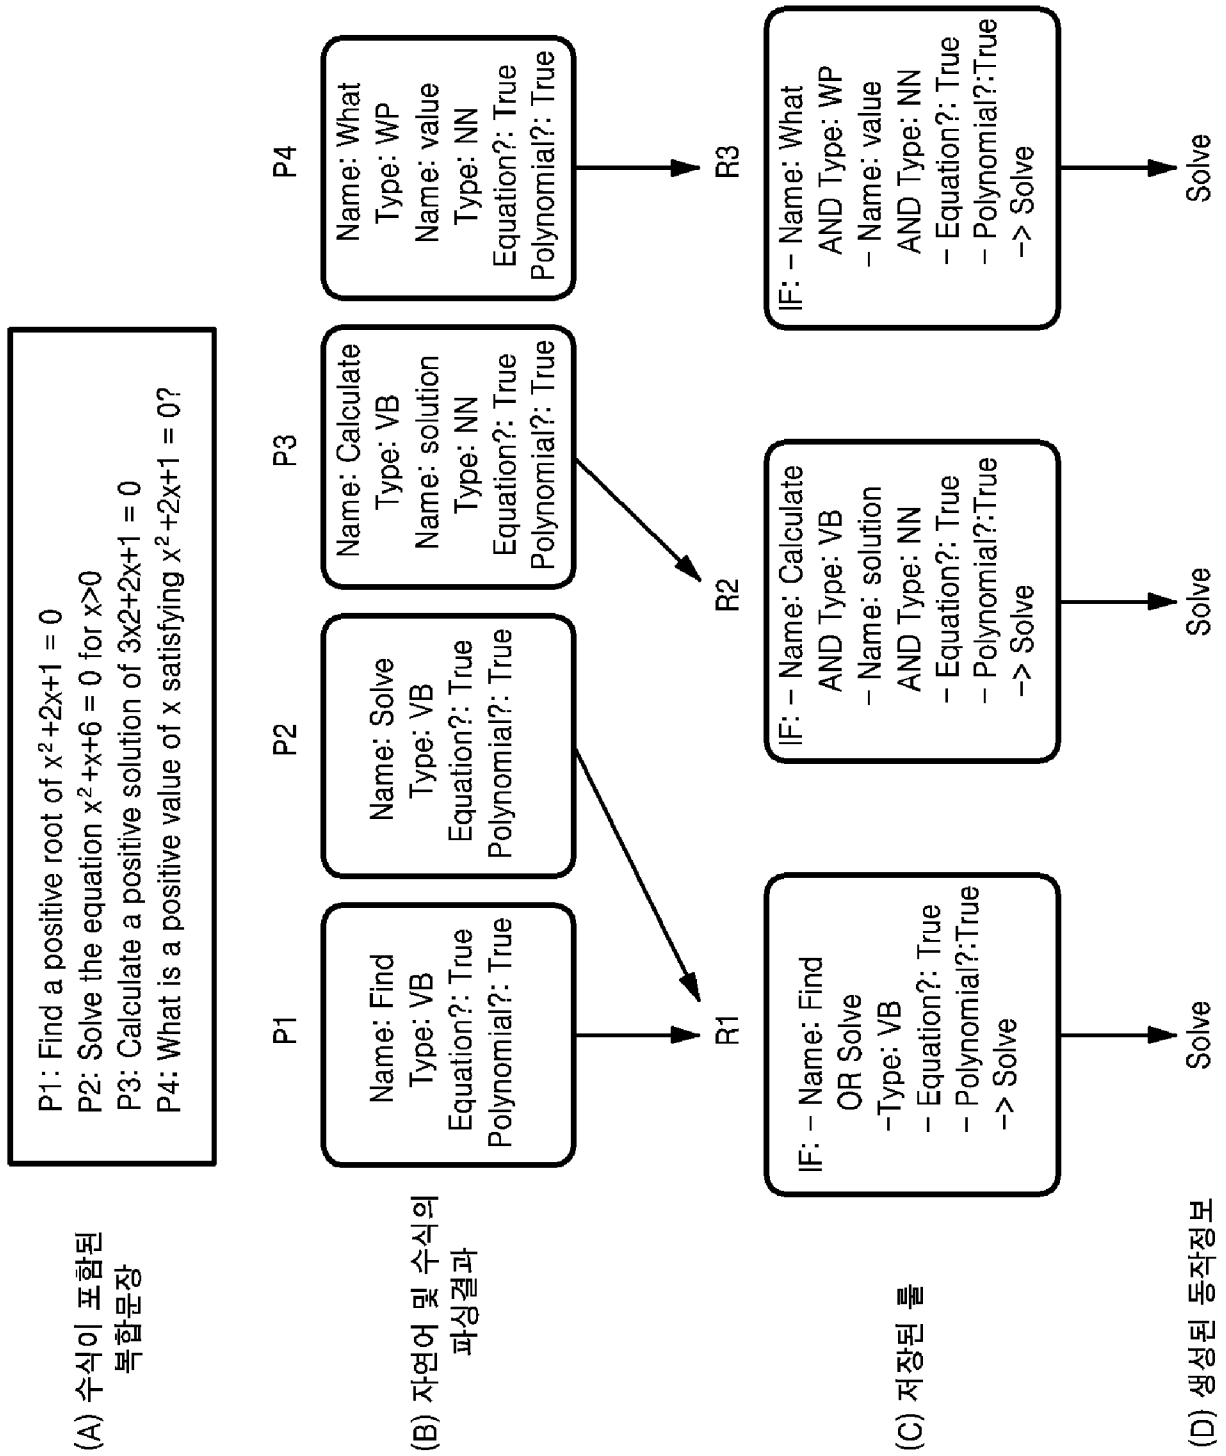 (A) 수식이 포함된
복합문장
P1: Find a positive root of x²+2x+1 = 0
P2: Solve the equation x²+x+6 = 0 for x>0
P3: Calculate a positive solution of 3x2+2x+1 = 0
P4: What is a positive value of x satisfying x²+2x+1 = 0?
(B) 자연어 및 수식의
파싱결과
P1
Name: Find
Type: VB
Equation?: True
Polynomial?: True
P2
Name: Solve
Type: VB
Equation?: True
Polynomial?: True
P3
Name: Calculate
Type: VB
Name: solution
Type: NN
Equation?: True
Polynomial?: True
P4
Name: What
Type: WP
Name: value
Type: NN
Equation?: True
Polynomial?: True
(C) 저장된 룰
R1
IF: – Name: Find
OR Solve
–Type: VB
– Equation?: True
– Polynomial?:True
–> Solve
R2
IF: – Name: Calculate
AND Type: VB
– Name: solution
AND Type: NN
– Equation?: True
– Polynomial?:True
–> Solve
R3
IF: – Name: What
AND Type: WP
– Name: value
AND Type: NN
– Equation?: True
– Polynomial?:True
–> Solve
(D) 생성된 동작정보
Solve
Solve
Solve